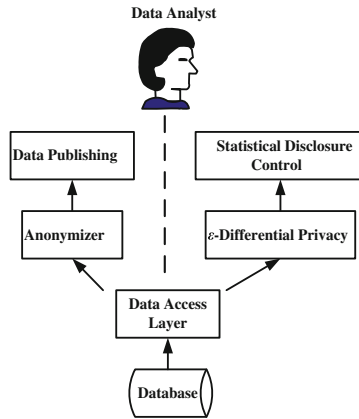 Data Analyst
Data Publishing
Statistical Disclosure
Control
Anonymizer
ε-Differential Privacy
Data Access
Layer
Database